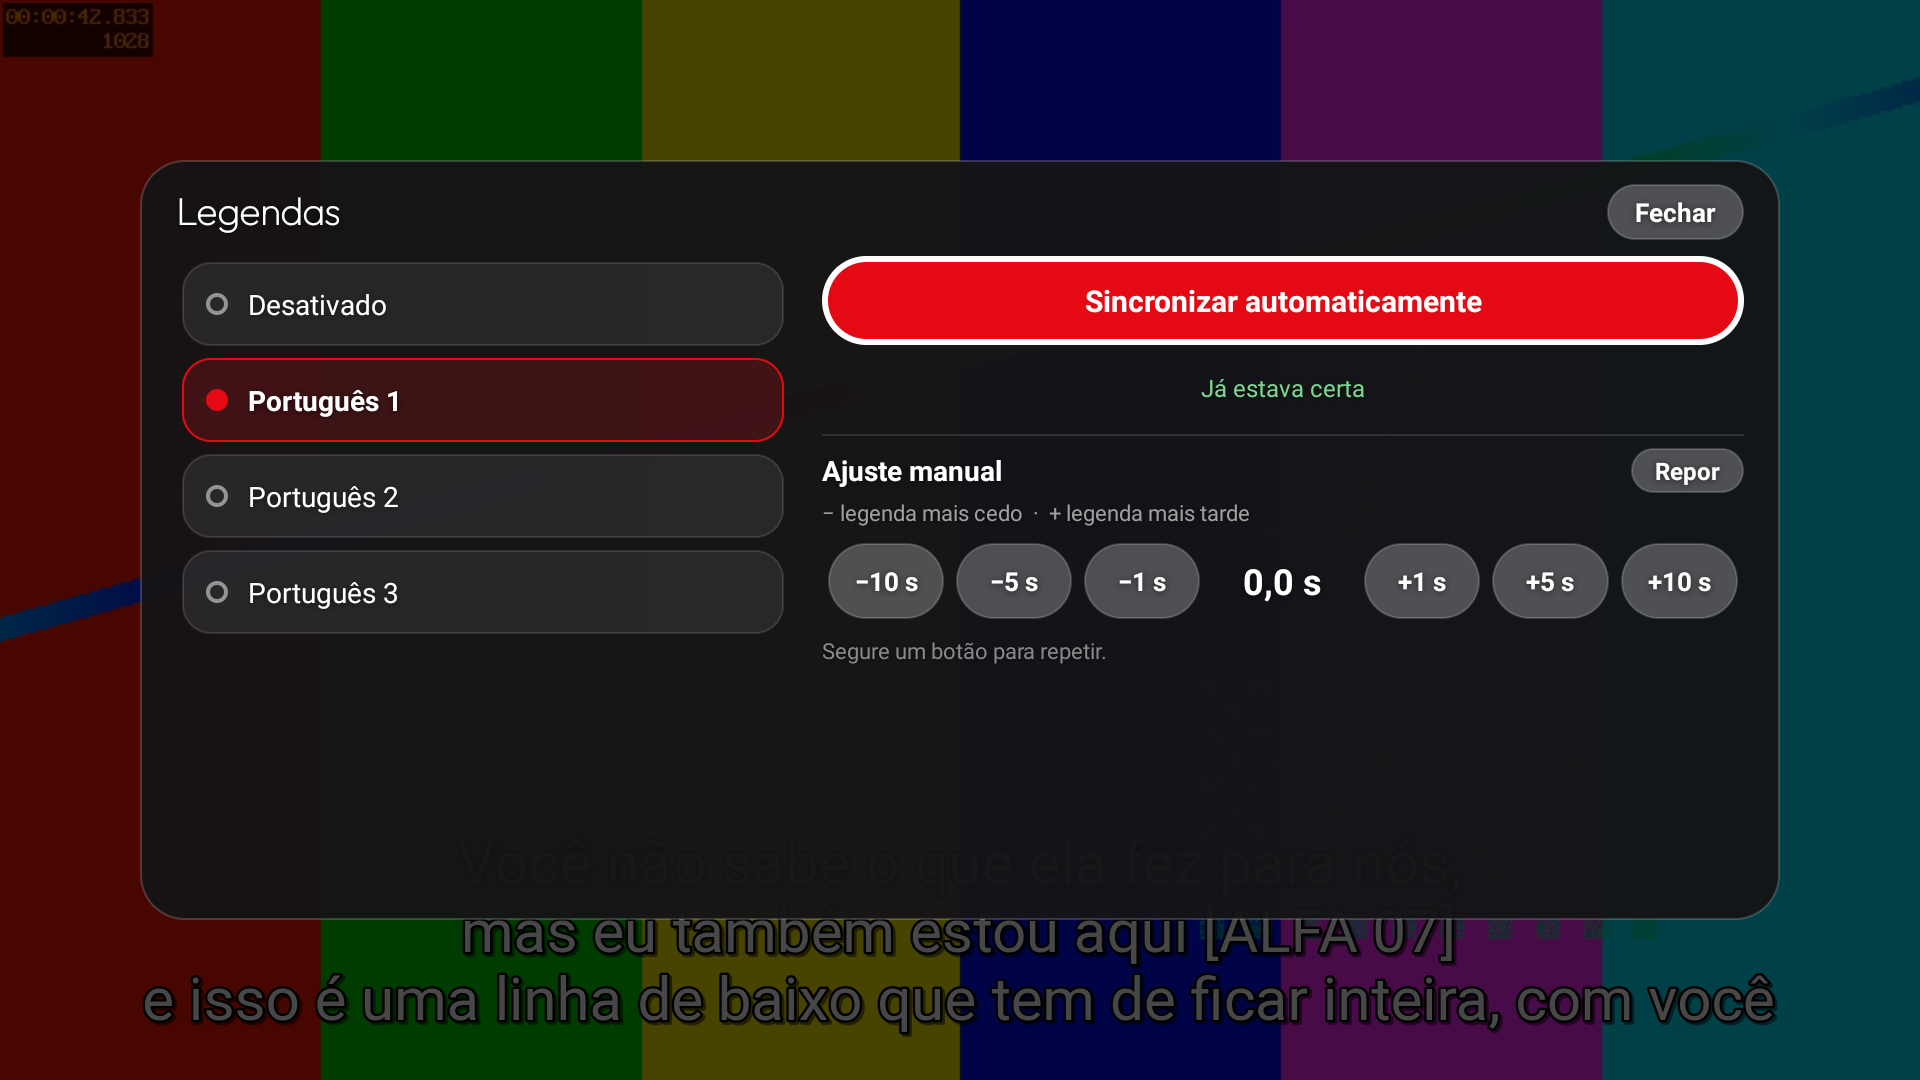 00:00:42.833
1028
Legendas
Fechar
Desativado
Português 1
Português 2
Português 3
Sincronizar automaticamente
Já estava certa
Ajuste manual
Repor
− legenda mais cedo · + legenda mais tarde
−10 s −5 s −1 s 0,0 s +1 s +5 s +10 s
Segure um botão para repetir.
Você não sabe o que ela fez para nós,
mas eu também estou aqui [ALFA 07]
e isso é uma linha de baixo que tem de ficar inteira, com você